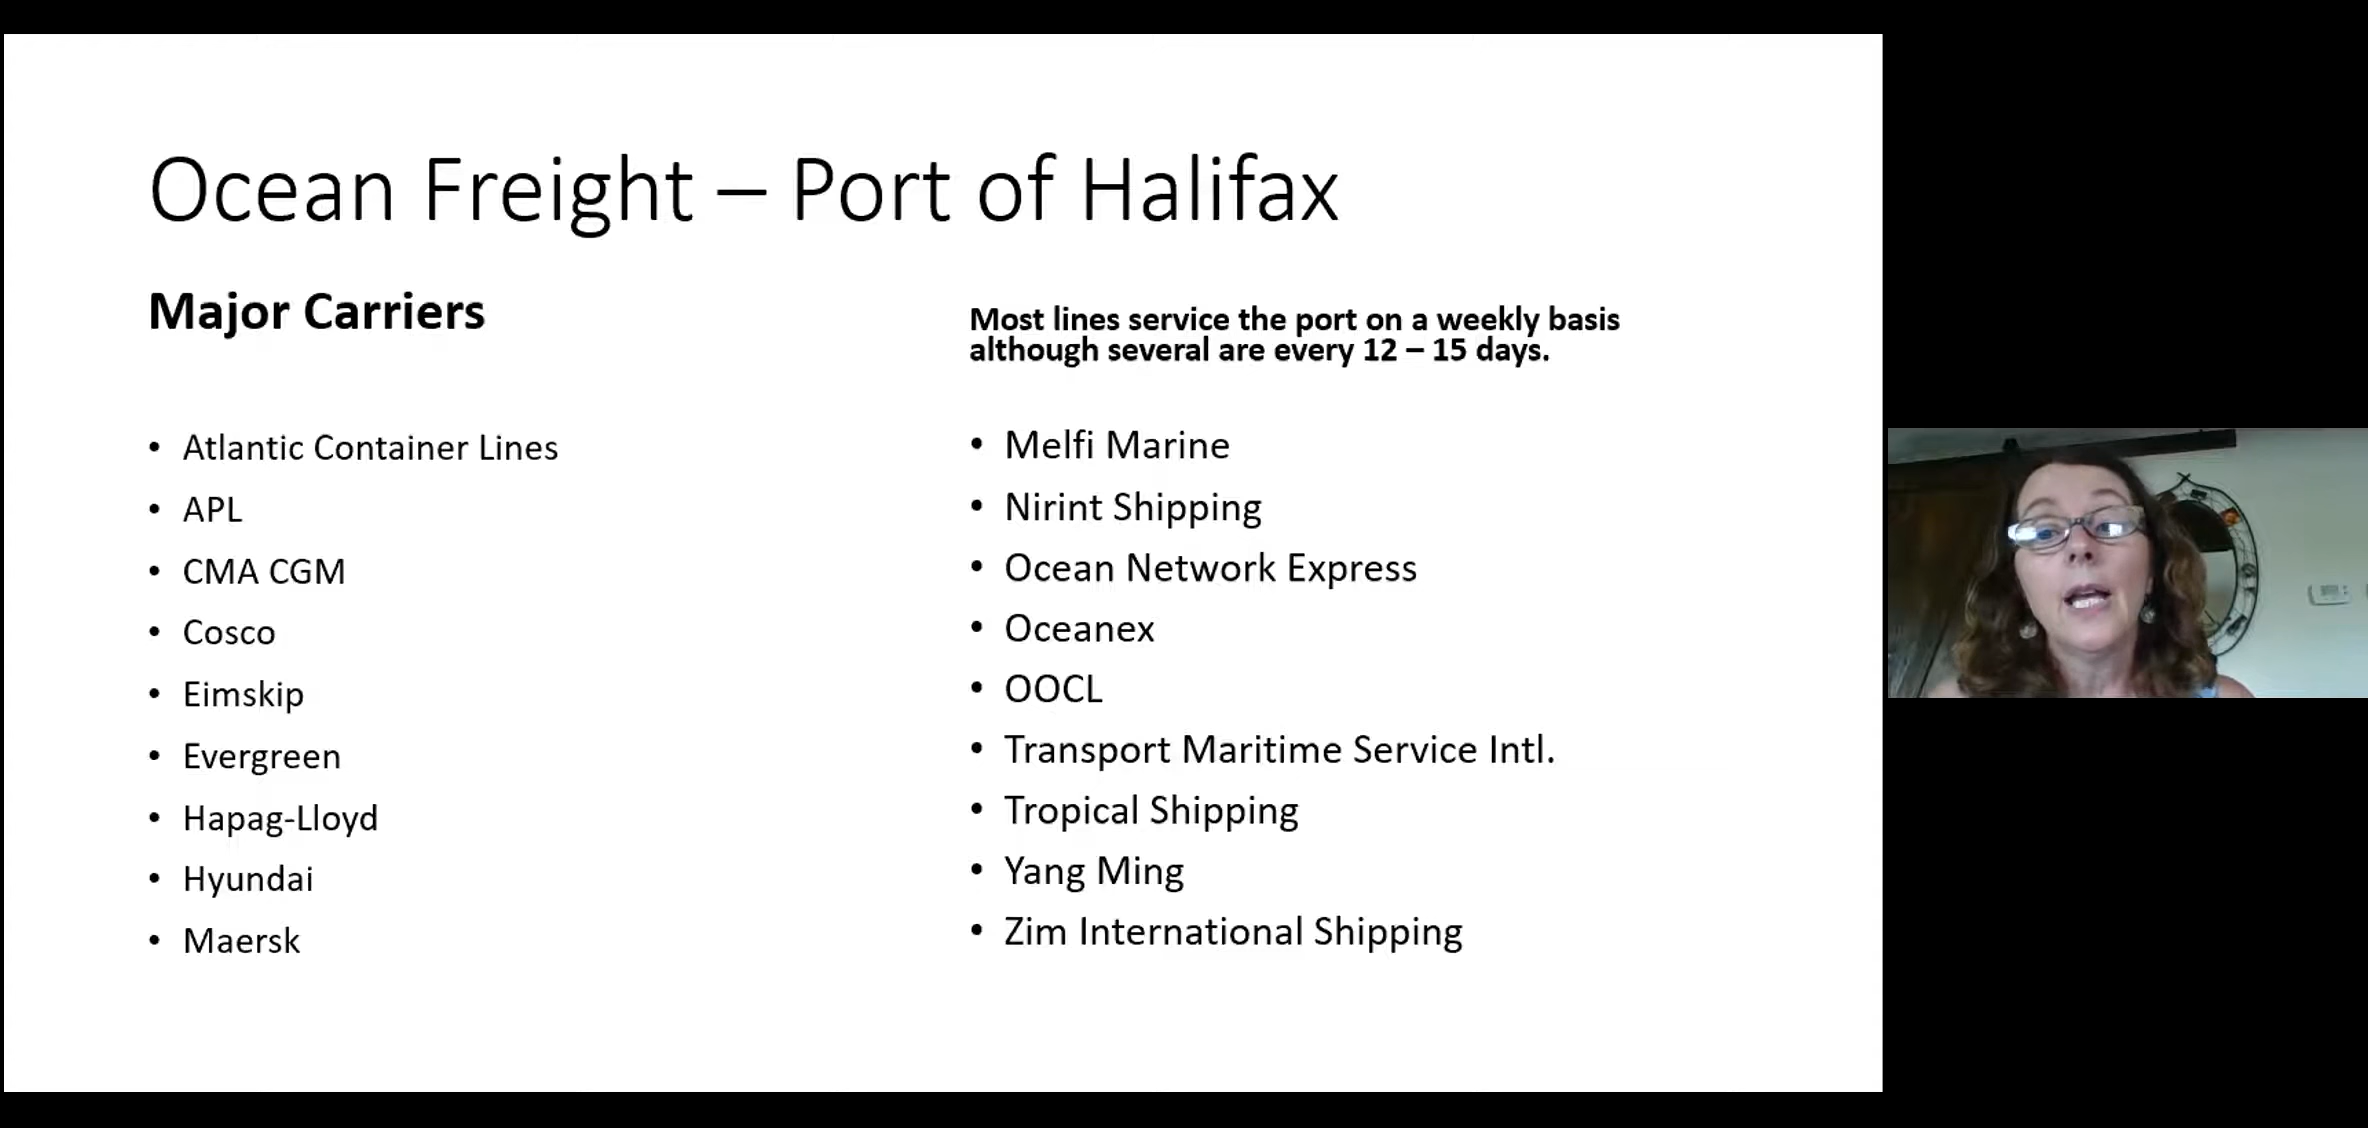 Ocean Freight – Port of Halifax
Major Carriers
• Atlantic Container Lines
• APL
• CMA CGM
• Cosco
• Eimskip
• Evergreen
• Hapag-Lloyd
• Hyundai
• Maersk
Most lines service the port on a weekly basis
although several are every 12 – 15 days.
• Melfi Marine
• Nirint Shipping
• Ocean Network Express
• Oceanex
• OOCL
• Transport Maritime Service Intl.
• Tropical Shipping
• Yang Ming
• Zim International Shipping